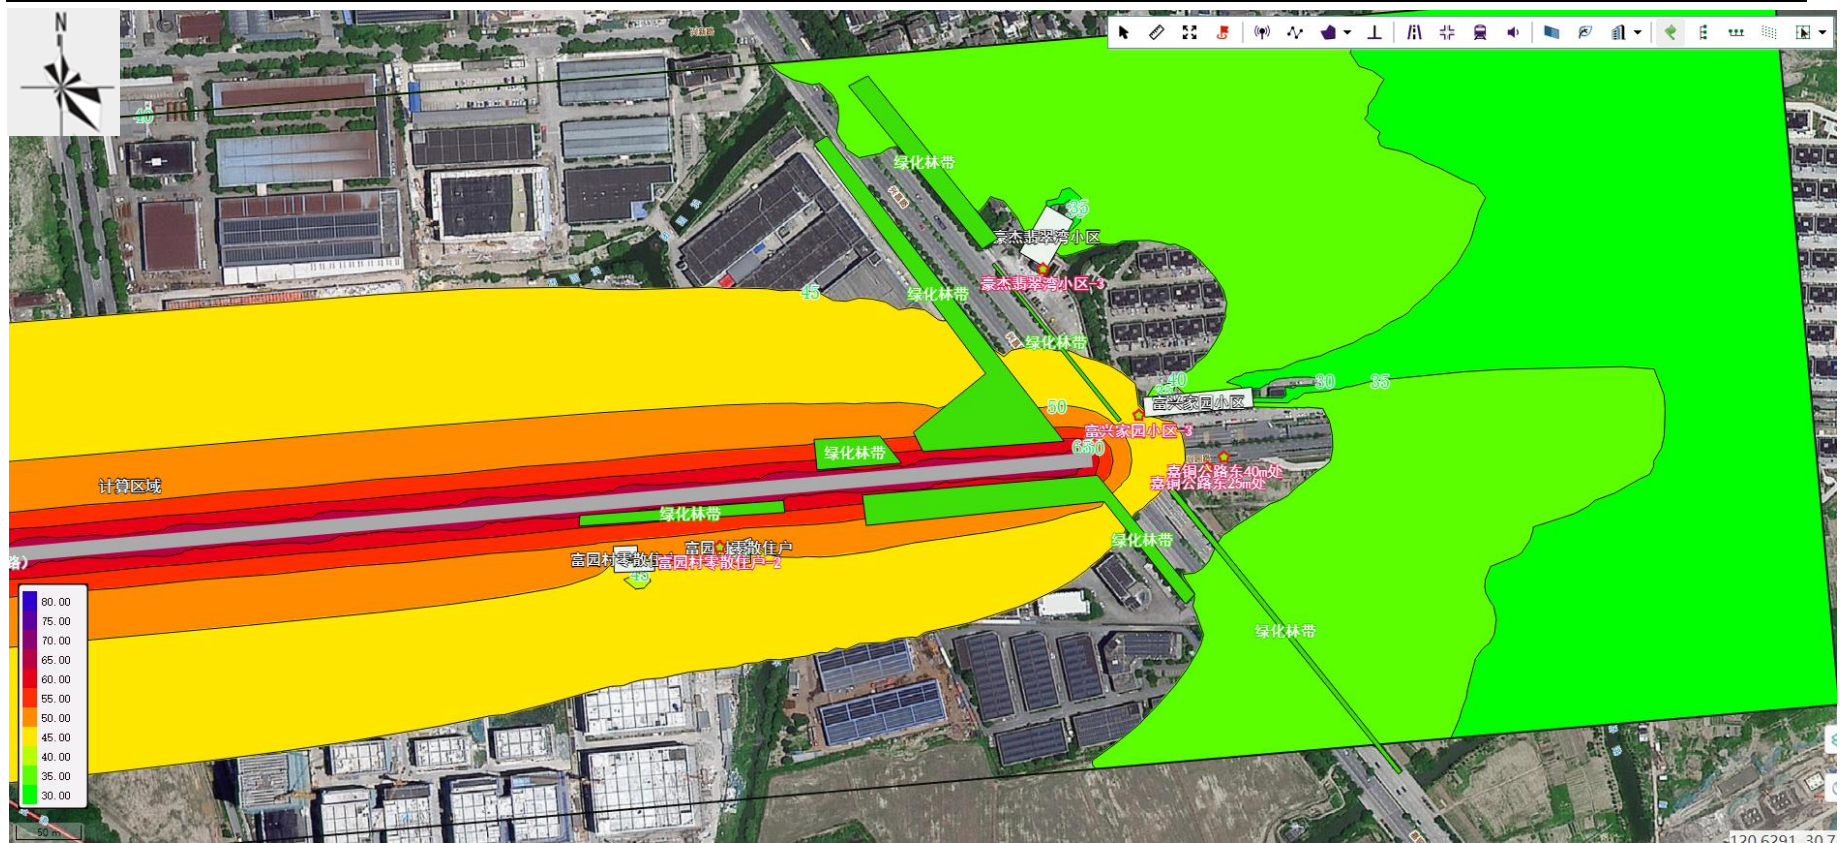 N
40
绿化林带
35
豪杰翡翠湾小区
豪杰翡翠湾小区-3
45
绿化林带
绿化林带
40
30
35
富兴家园小区
50
富兴家园小区-3
绿化林带
嘉铜公路东40m处
嘉铜公路东25m处
计算区域
绿化林带
绿化林带
富园村零散住户
富园村零散住户-2
45
路）
绿化林带
80.00
75.00
70.00
65.00
60.00
55.00
50.00
45.00
40.00
35.00
30.00
50 m
120.6291, 30.7